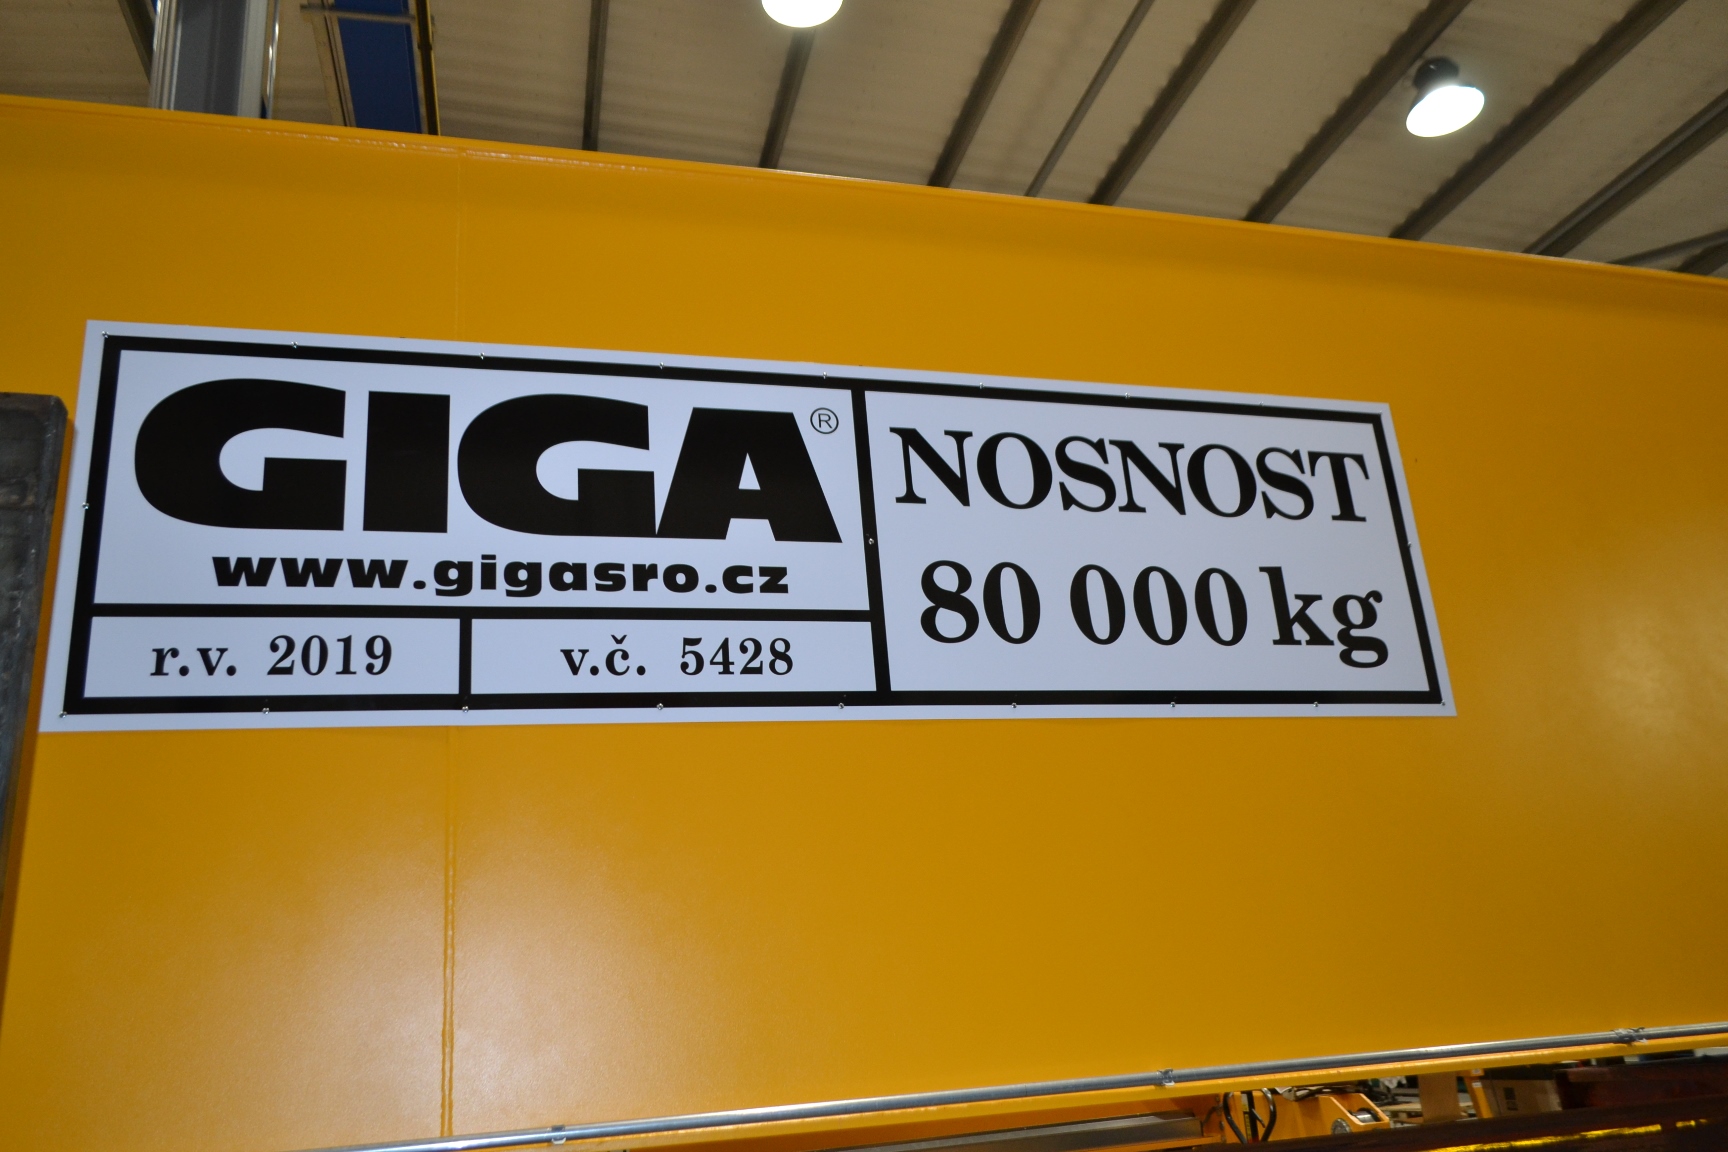 GIGA®
www.gigasro.cz
r.v. 2019
v.č. 5428
NOSNOST
80 000 kg